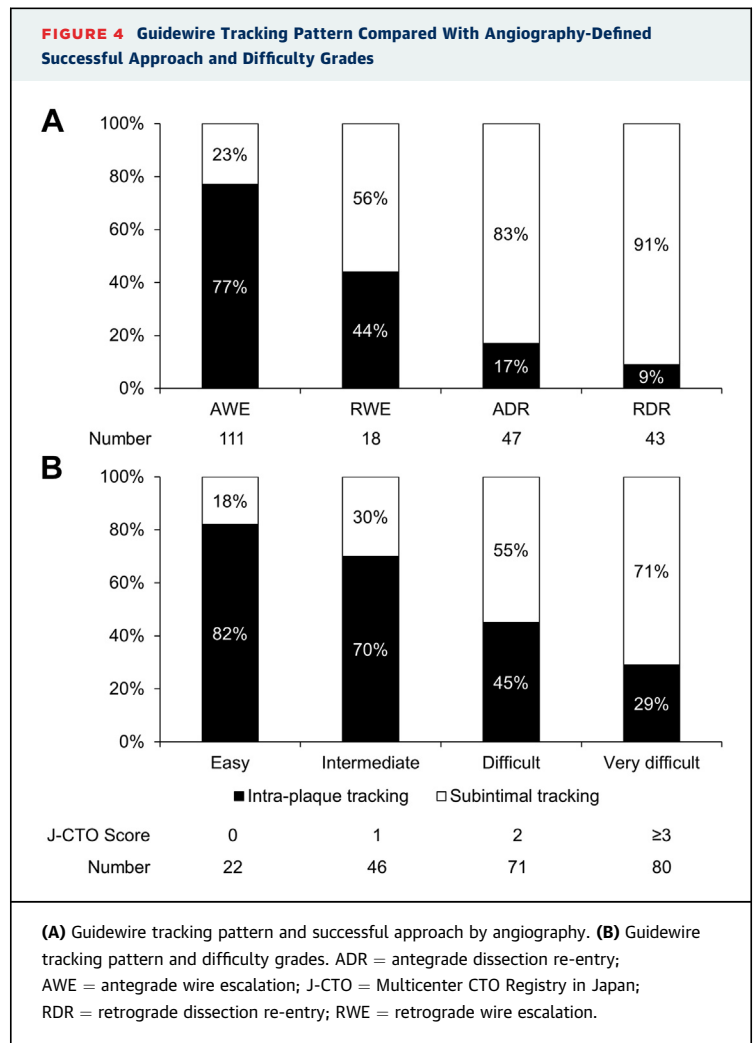 FIGURE 4 Guidewire Tracking Pattern Compared With Angiography-Defined
Successful Approach and Difficulty Grades
A
100%
80%
60%
40%
20%
0%
23%
77%
56%
44%
83%
17%
91%
9%
AWE RWE ADR RDR
Number 111 18 47 43
B
100%
80%
60%
40%
20%
0%
18%
82%
30%
70%
55%
45%
71%
29%
Easy Intermediate Difficult Very difficult
Intra-plaque tracking Subintimal tracking
J-CTO Score 0 1 2 ≥3
Number 22 46 71 80
(A) Guidewire tracking pattern and successful approach by angiography. (B) Guidewire
tracking pattern and difficulty grades. ADR = antegrade dissection re-entry;
AWE = antegrade wire escalation; J-CTO = Multicenter CTO Registry in Japan;
RDR = retrograde dissection re-entry; RWE = retrograde wire escalation.